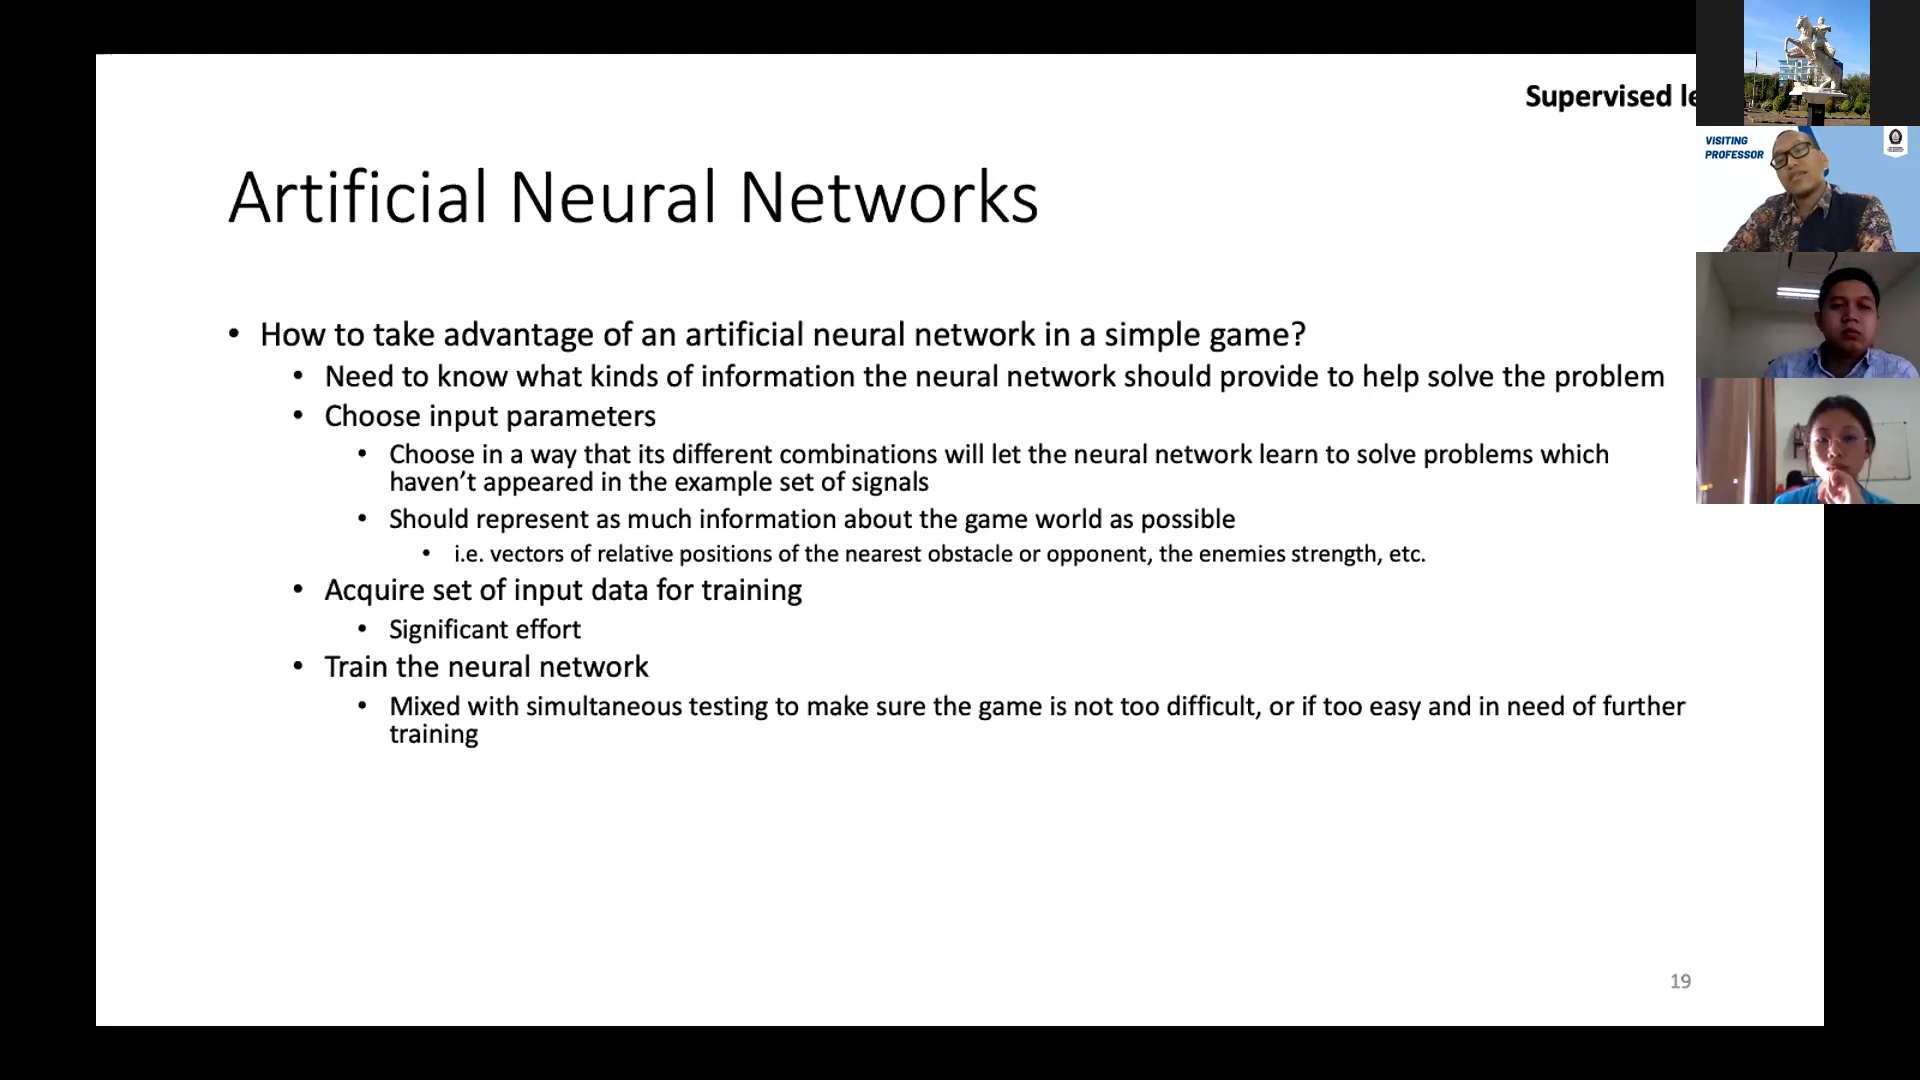 Supervised le
VISITING
PROFESSOR
Artificial Neural Networks
• How to take advantage of an artificial neural network in a simple game?
• Need to know what kinds of information the neural network should provide to help solve the problem
• Choose input parameters
• Choose in a way that its different combinations will let the neural network learn to solve problems which
haven’t appeared in the example set of signals
• Should represent as much information about the game world as possible
• i.e. vectors of relative positions of the nearest obstacle or opponent, the enemies strength, etc.
• Acquire set of input data for training
• Significant effort
• Train the neural network
• Mixed with simultaneous testing to make sure the game is not too difficult, or if too easy and in need of further
training
19